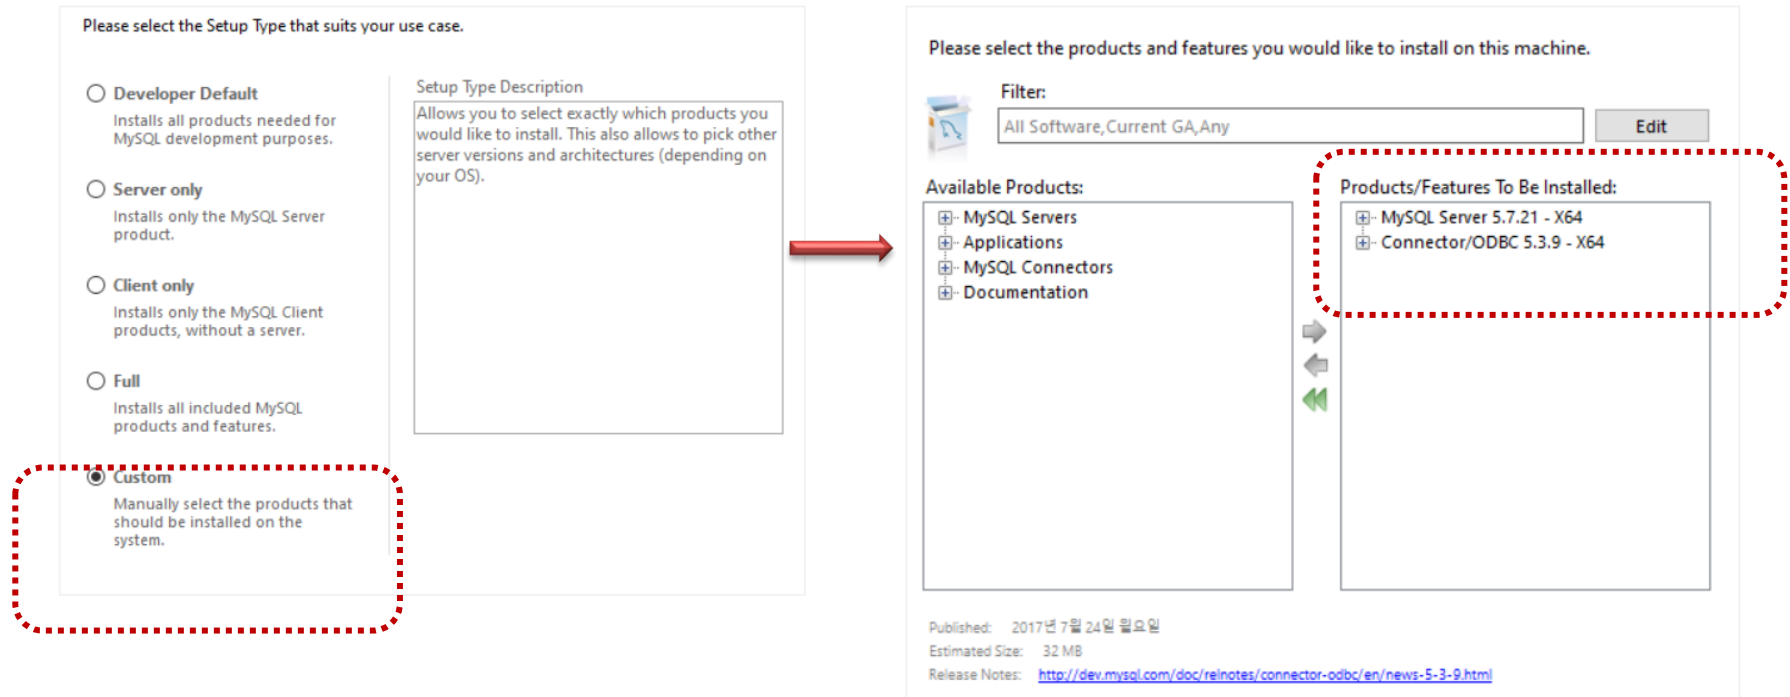 Please select the Setup Type that suits your use case.
Developer Default
Installs all products needed for
MySQL development purposes.
Server only
Installs only the MySQL Server
product.
Client only
Installs only the MySQL Client
products, without a server.
Full
Installs all included MySQL
products and features.
Custom
Manually select the products that
should be installed on the
system.
Setup Type Description
Allows you to select exactly which products you
would like to install. This also allows to pick other
server versions and architectures (depending on
your OS).
Please select the products and features you would like to install on this machine.
Filter:
All Software,Current GA,Any
Edit
Available Products:
MySQL Servers
Applications
MySQL Connectors
Documentation
Products/Features To Be Installed:
MySQL Server 5.7.21 - X64
Connector/ODBC 5.3.9 - X64
Published: 2017년 7월 24일 월요일
Estimated Size: 32 MB
Release Notes: http://dev.mysql.com/doc/relnotes/connector-odbc/en/news-5-3-9.html